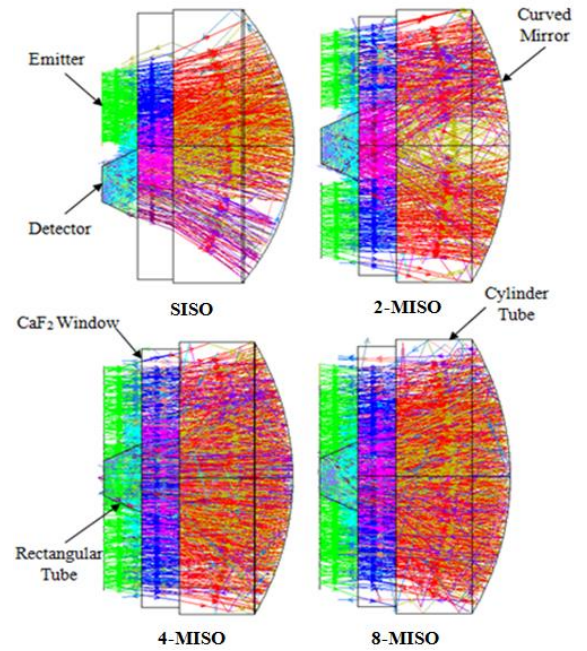 Curved
Mirror
Emitter
Detector
SISO
2-MISO
CaF₂ Window
Cylinder
Tube
Rectangular
Tube
4-MISO
8-MISO